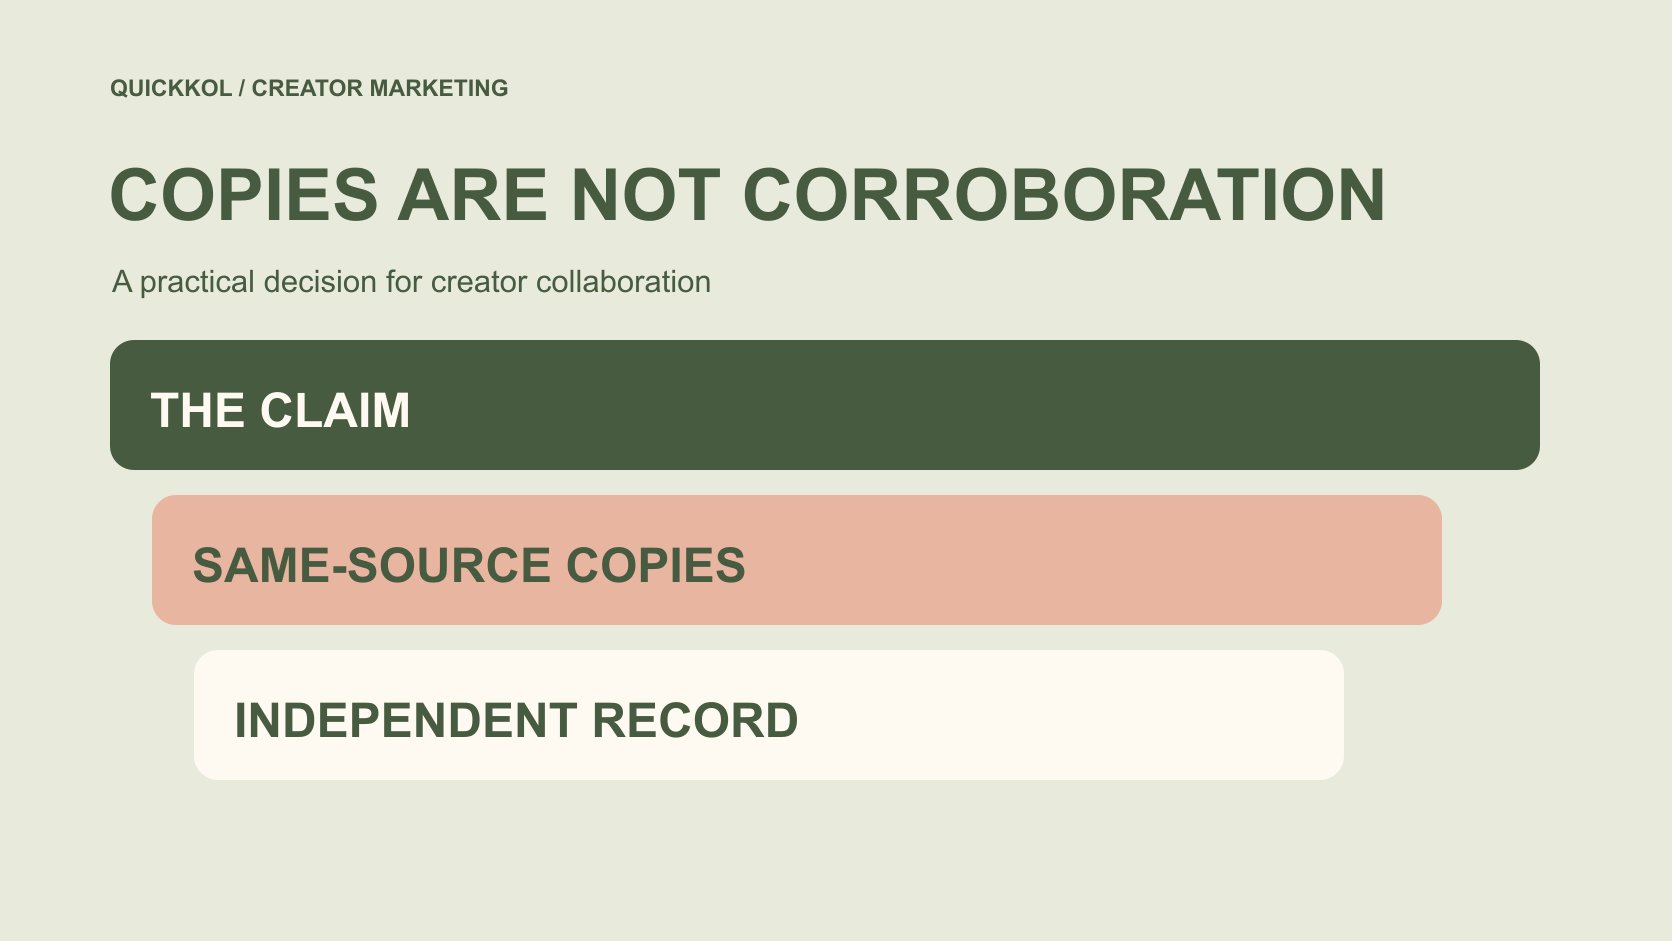 QUICKKOL / CREATOR MARKETING
COPIES ARE NOT CORROBORATION
A practical decision for creator collaboration
THE CLAIM
SAME-SOURCE COPIES
INDEPENDENT RECORD